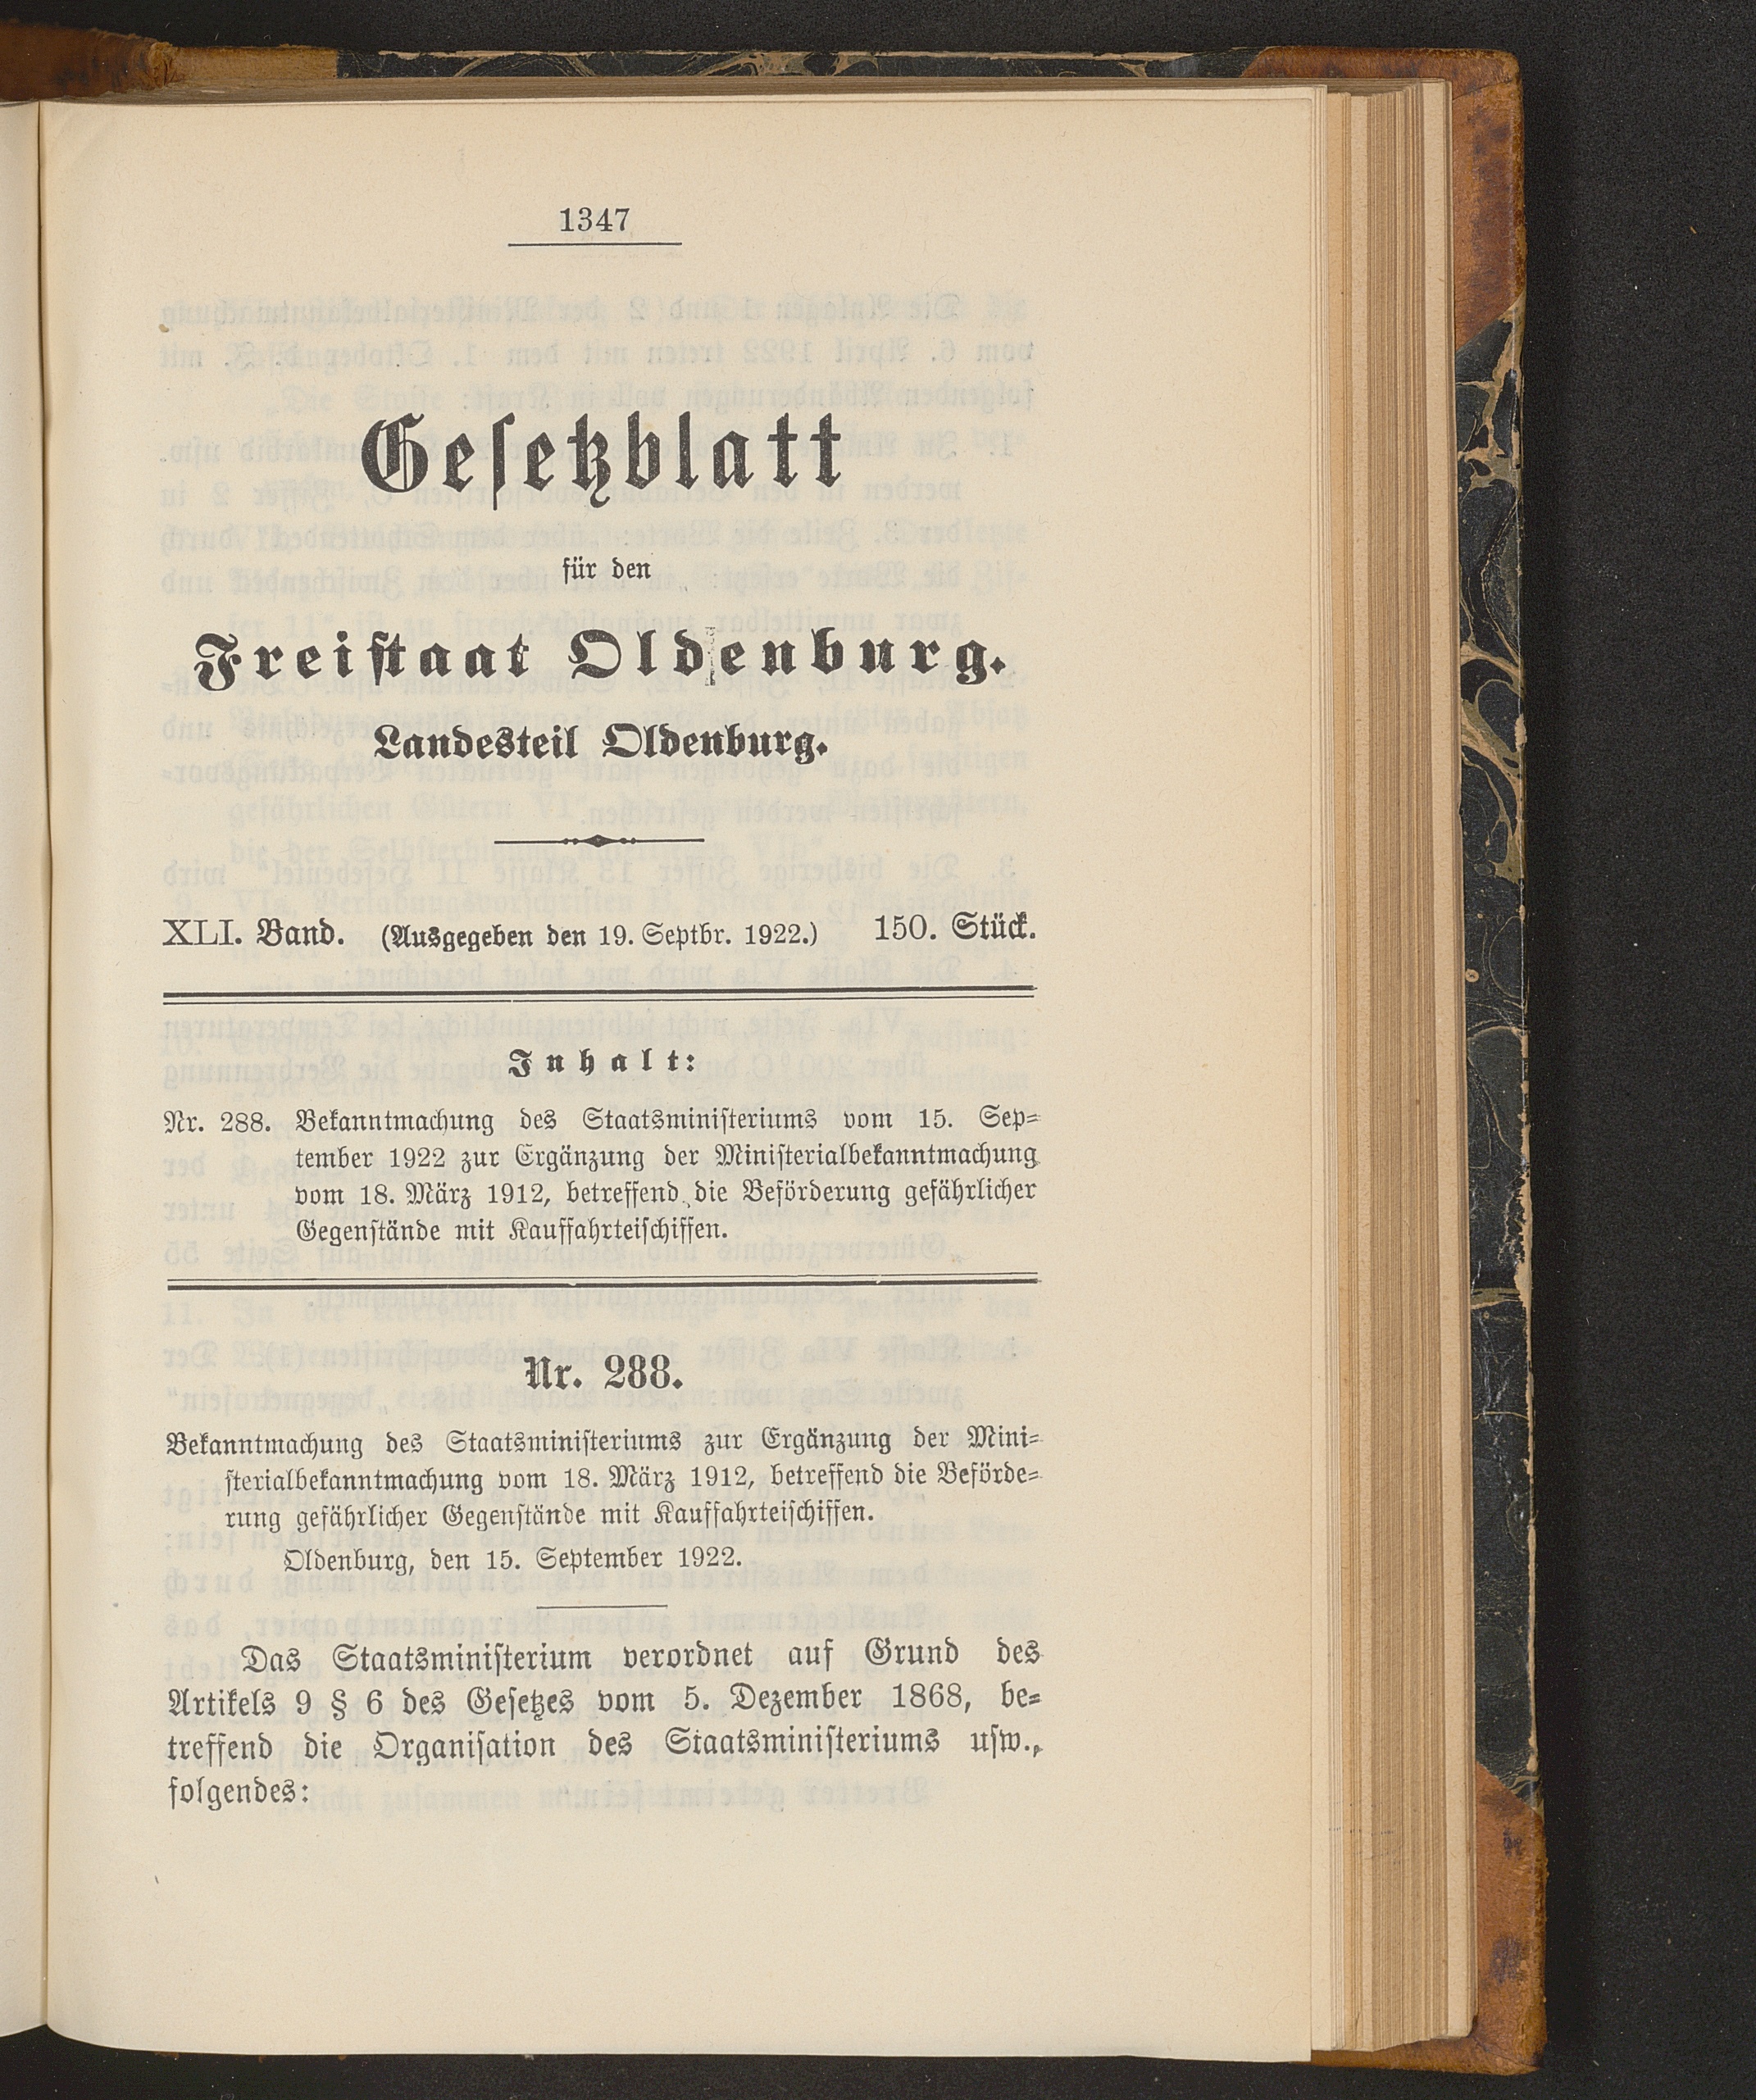 1347
Gesetzblatt
für den
Freistaat Oldenburg.
Landesteil Oldenburg.
XLI. Band. (Ausgegeben den 19. Septbr. 1922.) 150. Stück.
Inhalt:
Nr. 288. Bekanntmachung des Staatsministeriums vom 15. Sep-
tember 1922 zur Ergänzung der Ministerialbekanntmachung
vom 18. März 1912, betreffend die Beförderung gefährlicher
Gegenstände mit Kauffahrteischiffen.
Nr. 288.
Bekanntmachung des Staatsministeriums zur Ergänzung der Mini-
sterialbekanntmachung vom 18. März 1912, betreffend die Beförde-
rung gefährlicher Gegenstände mit Kauffahrteischiffen.
Oldenburg, den 15. September 1922.
Das Staatsministerium verordnet auf Grund des
Artikels 9 § 6 des Gesetzes vom 5. Dezember 1868, be-
treffend die Organisation des Staatsministeriums usw.,
folgendes: